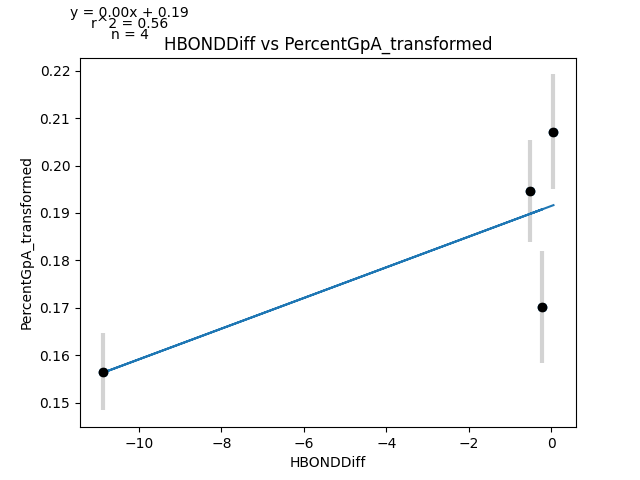 y = 0.00x + 0.19
r^2 = 0.56
n = 4
HBONDDiff vs PercentGpA_transformed
0.22
0.21
0.20
0.19
0.18
0.17
0.16
0.15
PercentGpA_transformed
−10
−8
−6
−4
−2
0
HBONDDiff